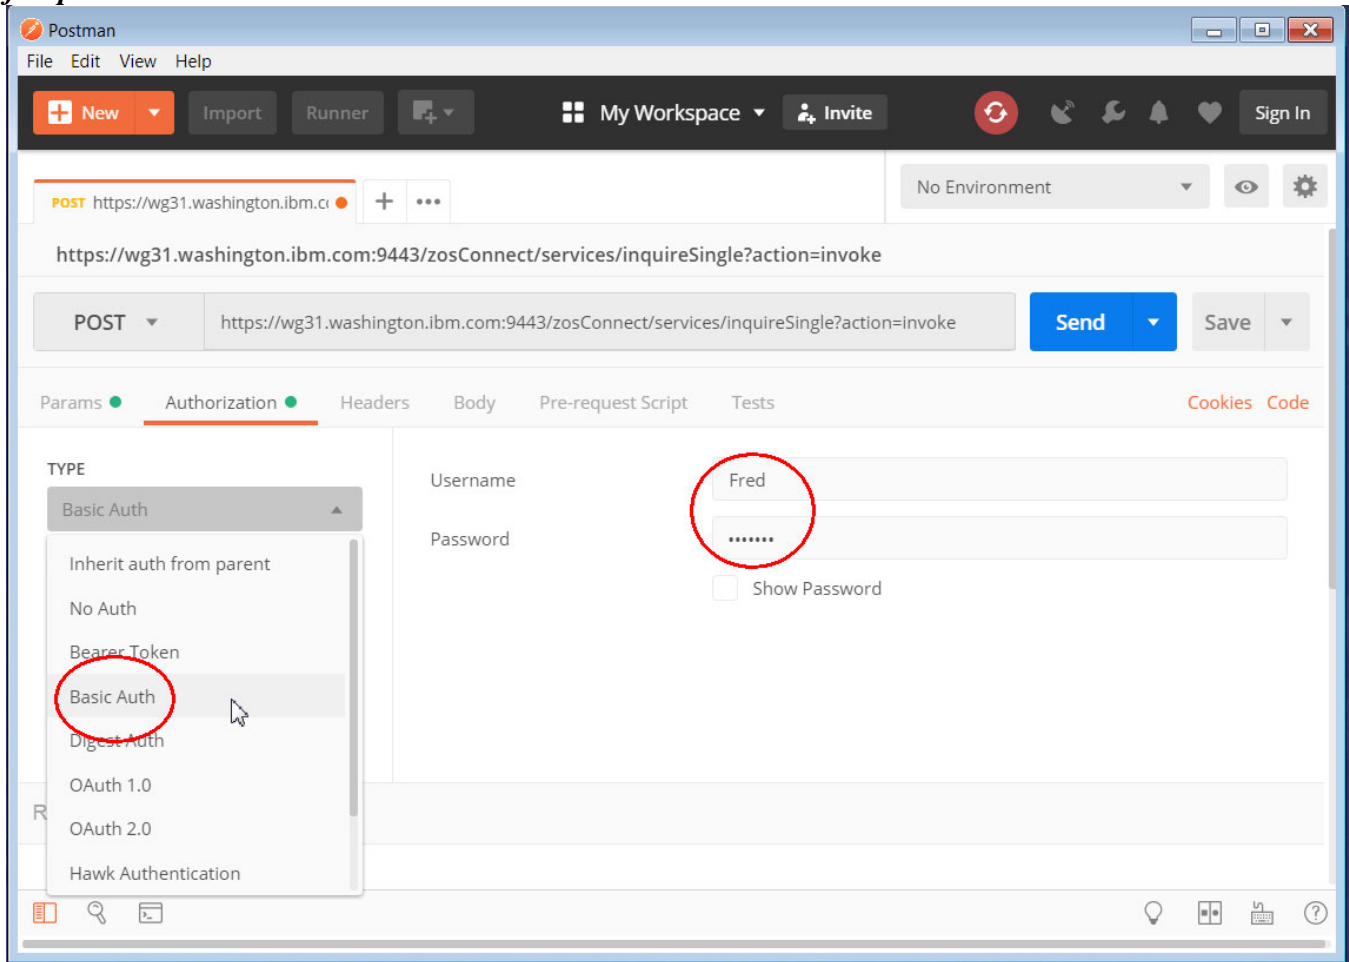 Postman
File Edit View Help
New Import Runner My Workspace Invite Sign In
POST https://wg31.washington.ibm.c
No Environment
https://wg31.washington.ibm.com:9443/zosConnect/services/inquireSingle?action=invoke
POST https://wg31.washington.ibm.com:9443/zosConnect/services/inquireSingle?action=invoke Send Save
Params Authorization Headers Body Pre-request Script Tests Cookies Code
TYPE
Basic Auth
Username Fred
Password •••••••
Show Password
Inherit auth from parent
No Auth
Bearer Token
Basic Auth
Digest Auth
OAuth 1.0
OAuth 2.0
Hawk Authentication